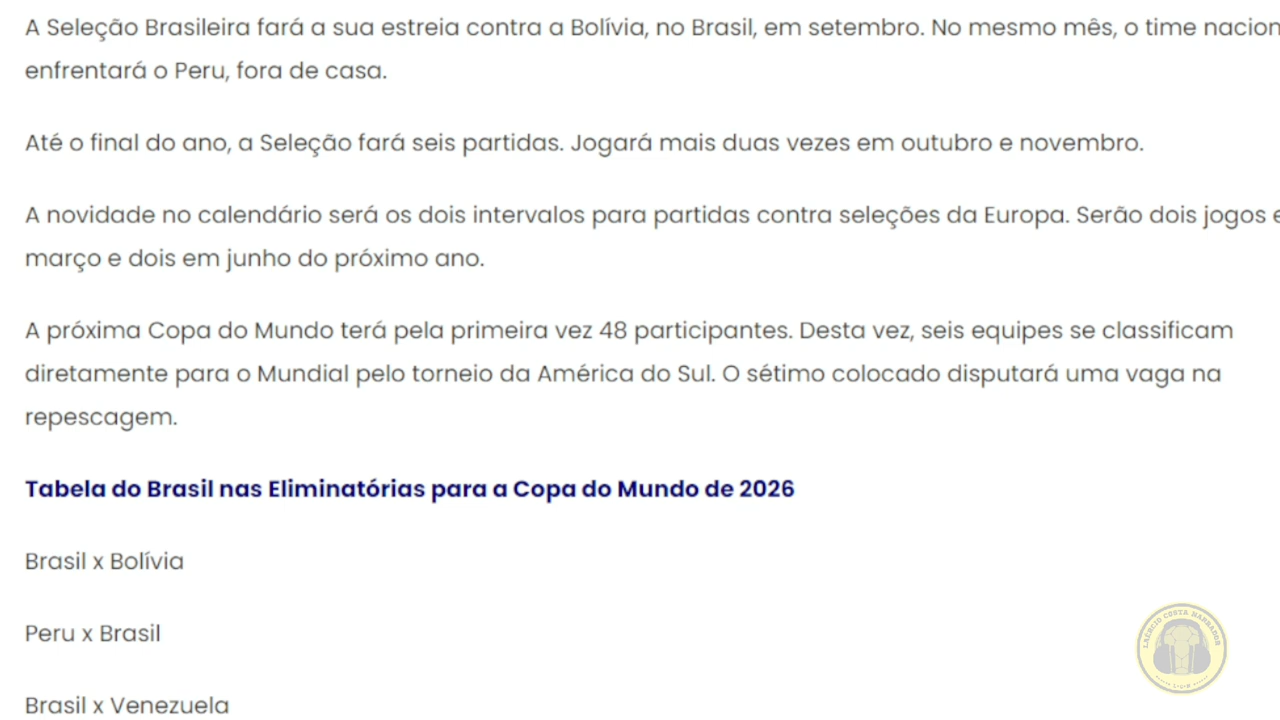 A Seleção Brasileira fará a sua estreia contra a Bolívia, no Brasil, em setembro. No mesmo mês, o time nacion
enfrentará o Peru, fora de casa.
Até o final do ano, a Seleção fará seis partidas. Jogará mais duas vezes em outubro e novembro.
A novidade no calendário será os dois intervalos para partidas contra seleções da Europa. Serão dois jogos e
março e dois em junho do próximo ano.
A próxima Copa do Mundo terá pela primeira vez 48 participantes. Desta vez, seis equipes se classificam
diretamente para o Mundial pelo torneio da América do Sul. O sétimo colocado disputará uma vaga na
repescagem.
Tabela do Brasil nas Eliminatórias para a Copa do Mundo de 2026
Brasil x Bolívia
Peru x Brasil
LAÉRCIO COSTA NARRADOR
L·C·N
Brasil x Venezuela